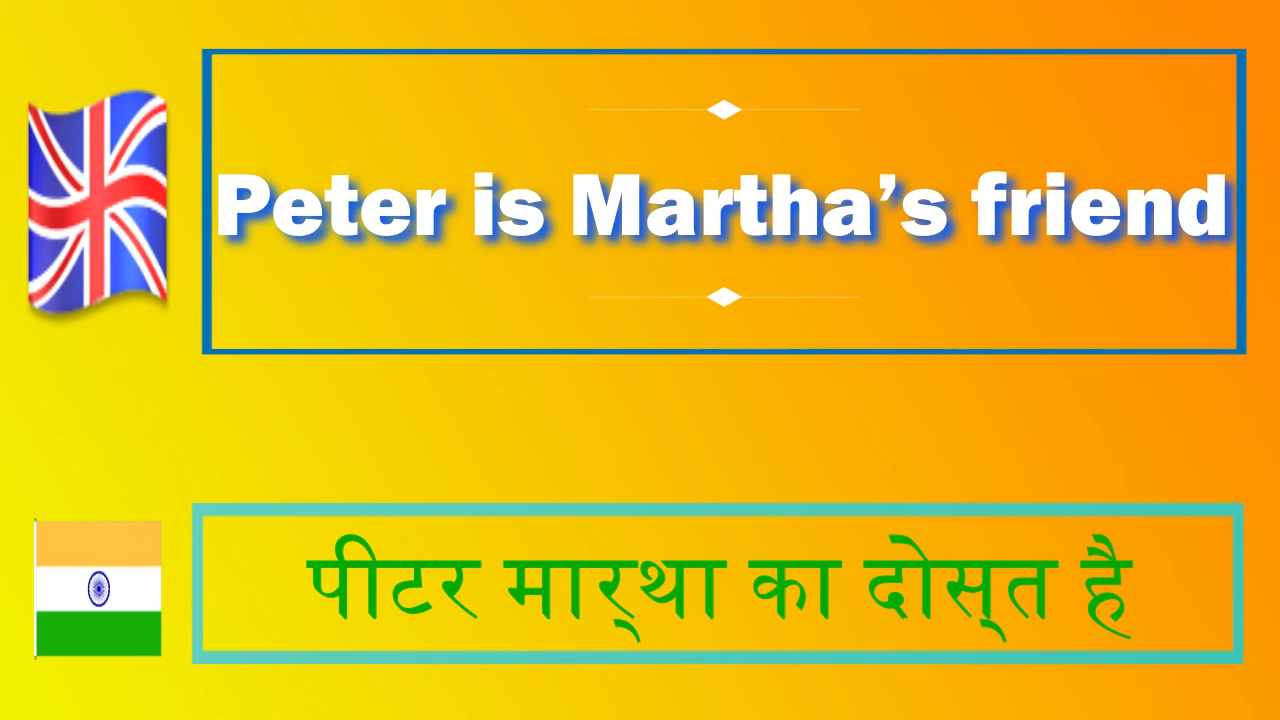 Peter is Martha’s friend
पीटर मार्‌था का दोस्‌त है